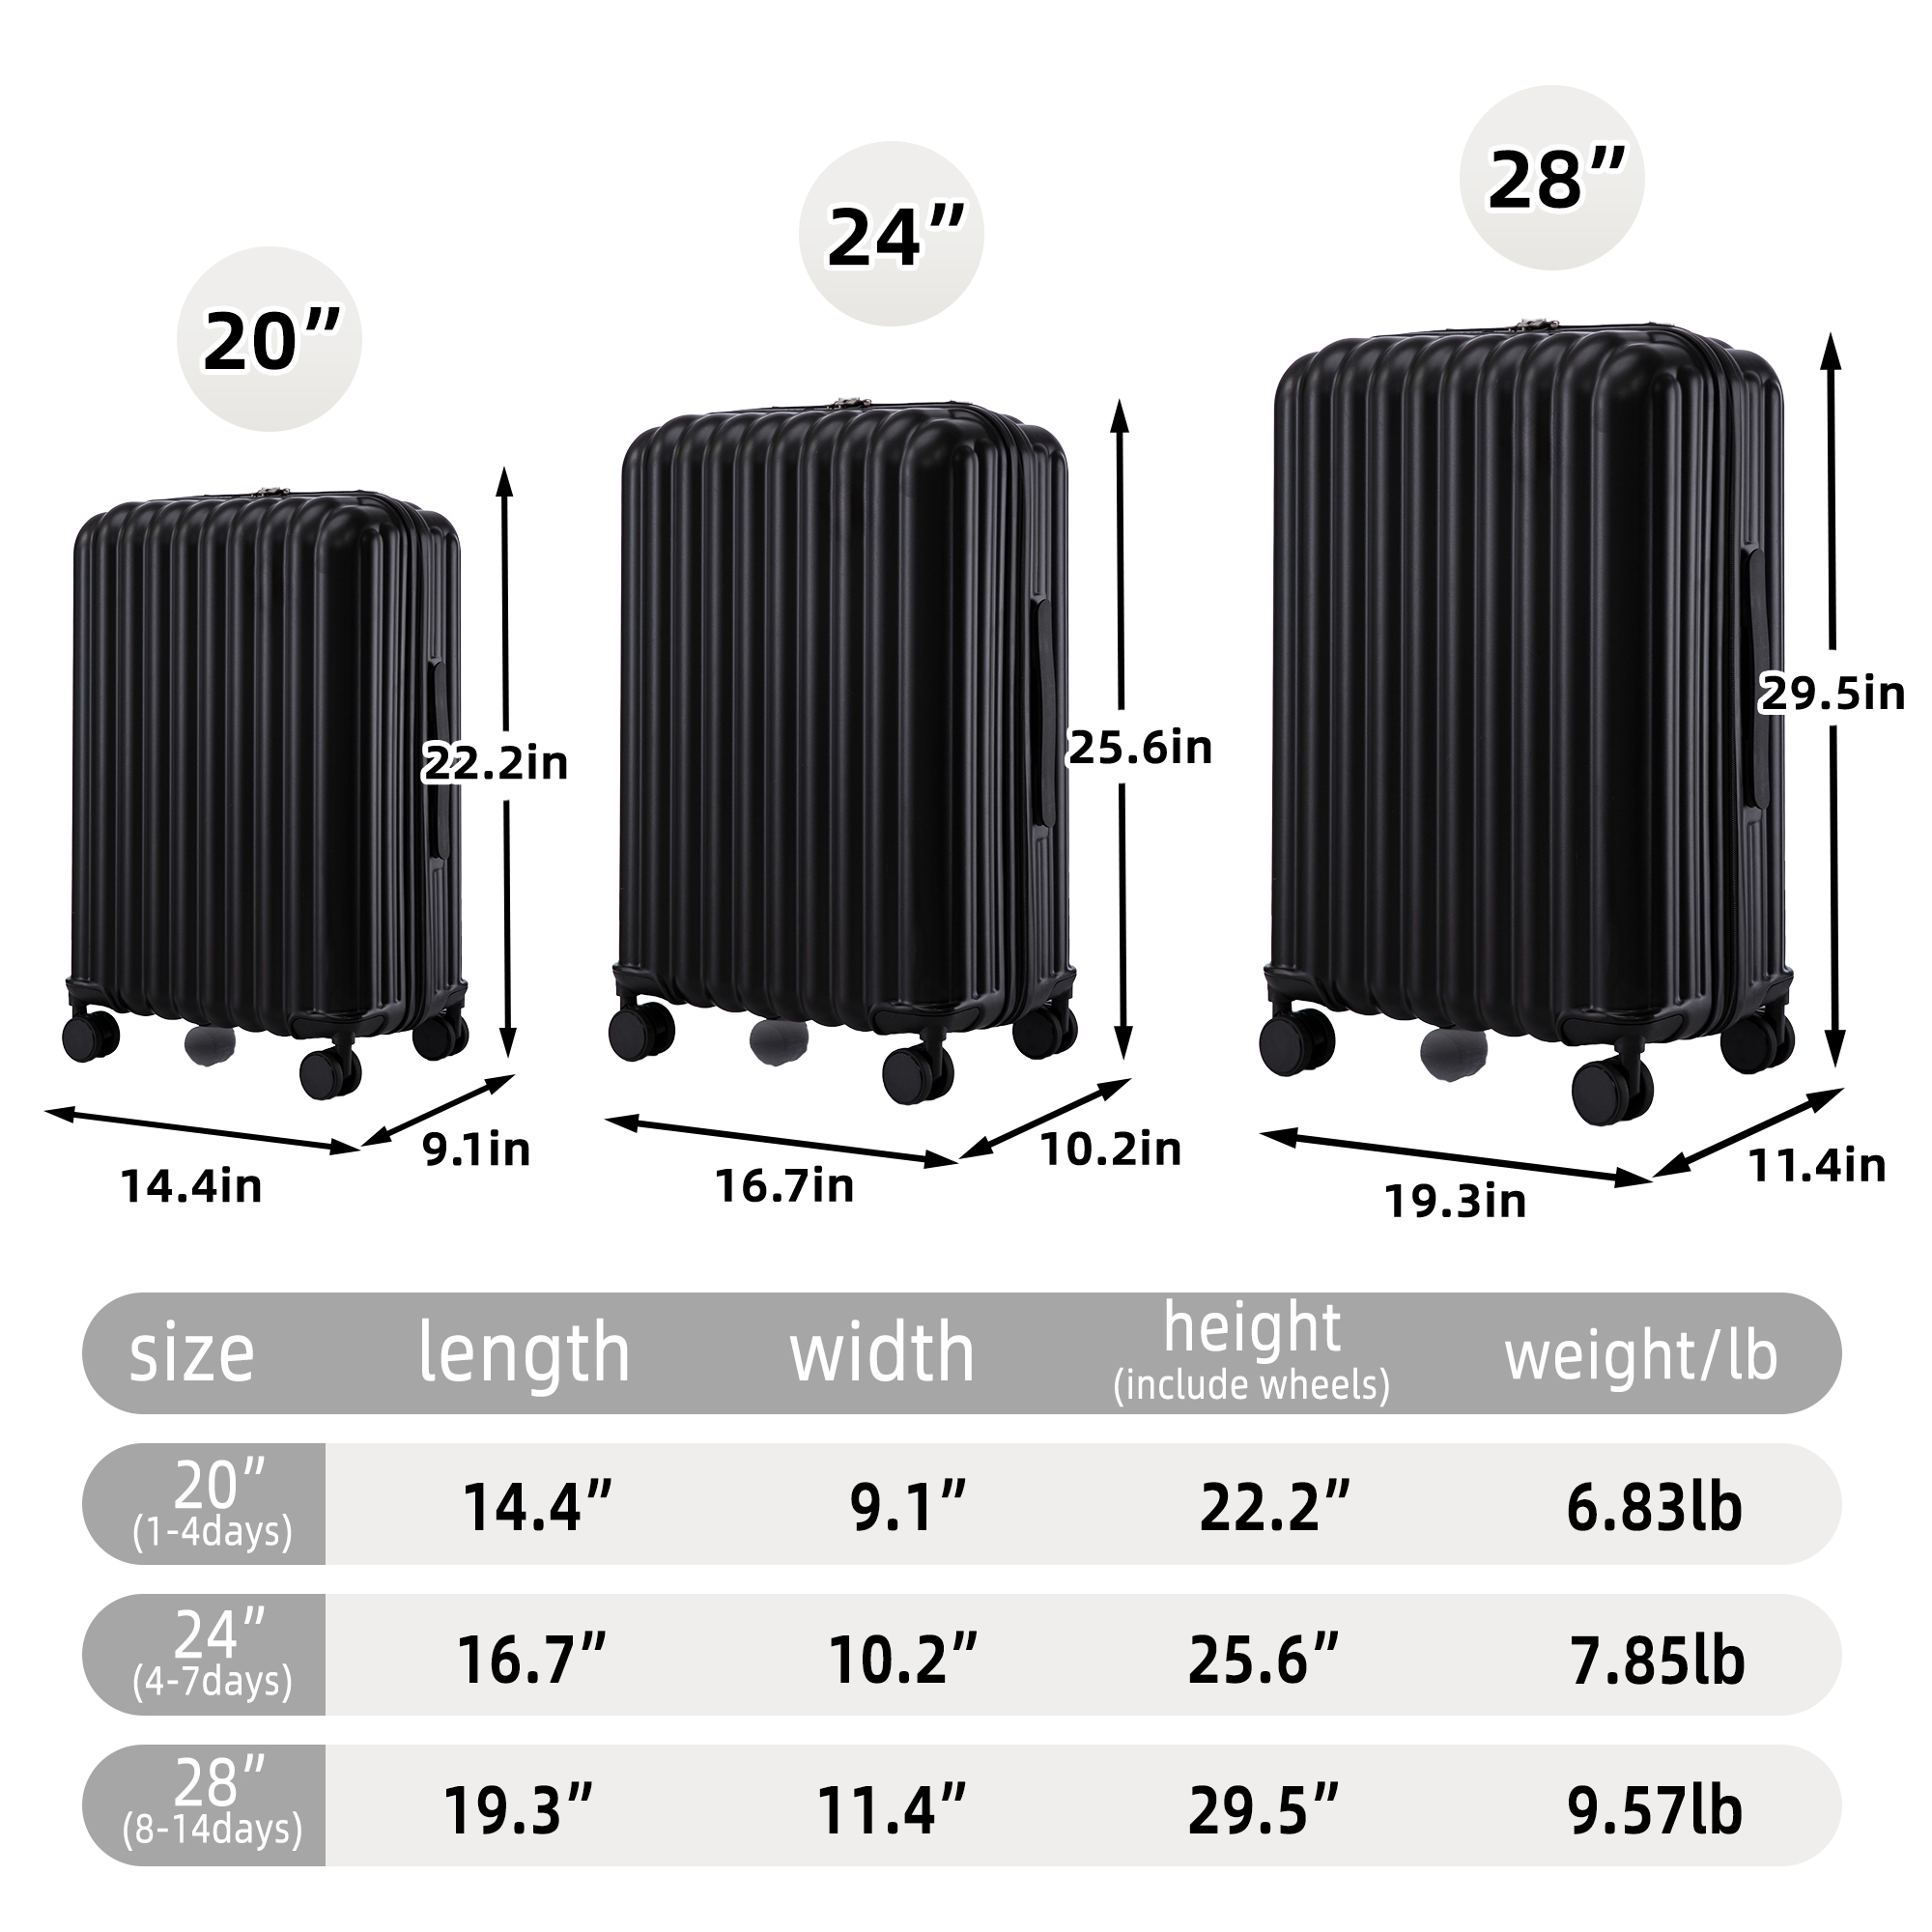 20”
24”
28”
22.2in
25.6in
29.5in
14.4in
9.1in
16.7in
10.2in
19.3in
11.4in
size length width height (include wheels) weight/lb
20” (1-4days) 14.4” 9.1” 22.2” 6.83lb
24” (4-7days) 16.7” 10.2” 25.6” 7.85lb
28” (8-14days) 19.3” 11.4” 29.5” 9.57lb